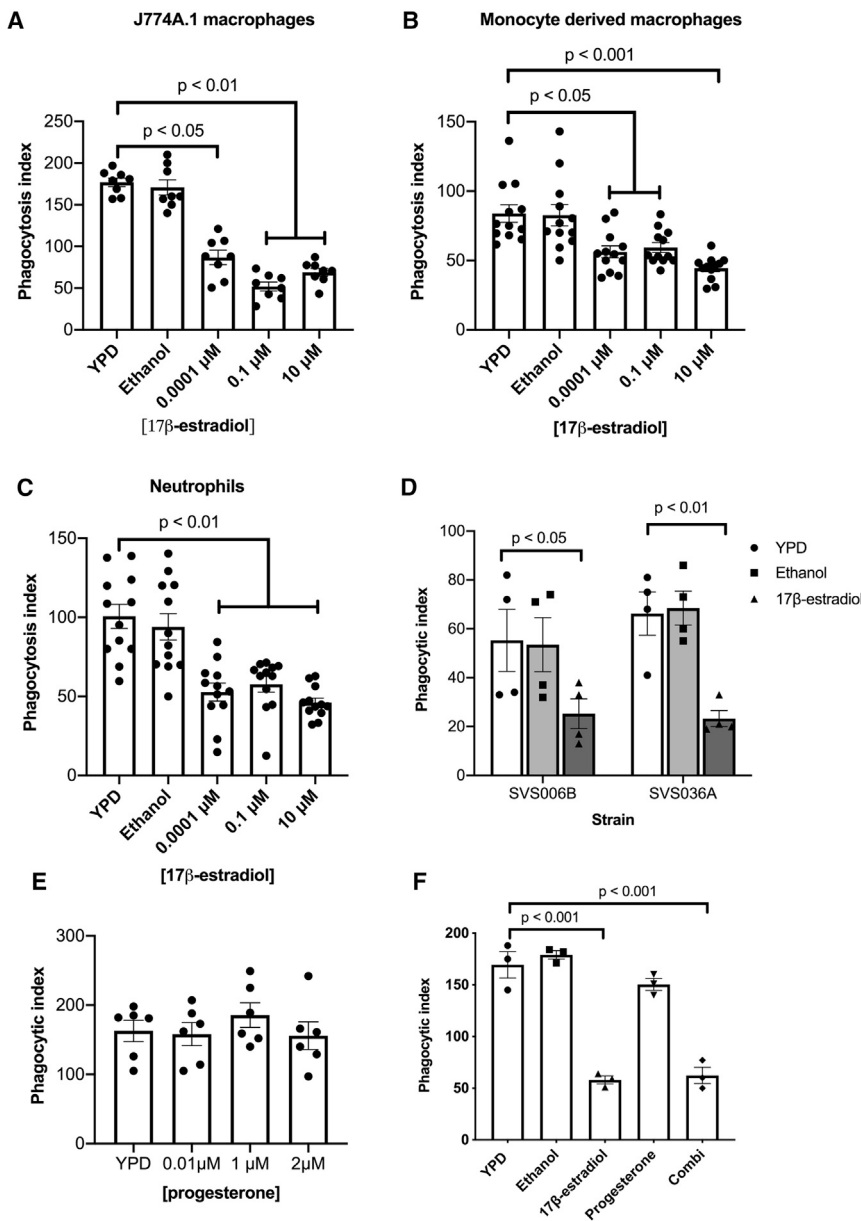 A
J774A.1 macrophages
p < 0.01
p < 0.05
Phagocytosis index
250
200
150
100
50
0
YPD
Ethanol
0.0001 µM
0.1 µM
10 µM
[17β-estradiol]
B
Monocyte derived macrophages
p < 0.001
p < 0.05
Phagocytosis index
150
100
50
0
YPD
Ethanol
0.0001 µM
0.1 µM
10 µM
[17β-estradiol]
C
Neutrophils
p < 0.01
Phagocytosis index
150
100
50
0
YPD
Ethanol
0.0001 µM
0.1 µM
10 µM
[17β-estradiol]
D
p < 0.05
p < 0.01
Phagocytic index
100
80
60
40
20
0
SVS006B
SVS036A
Strain
YPD
Ethanol
17β-estradiol
E
Phagocytic index
300
200
100
0
YPD
0.01µM
1 µM
2µM
[progesterone]
F
p < 0.001
p < 0.001
Phagocytic index
200
150
100
50
0
YPD
Ethanol
17β-estradiol
Progesterone
Combi